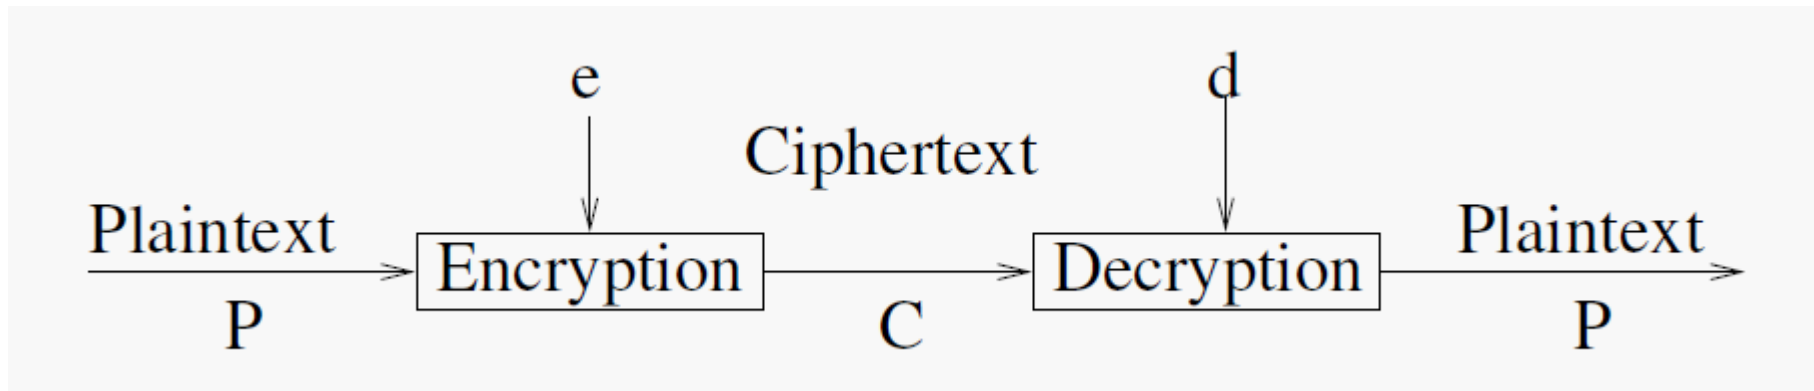 e
d
Ciphertext
Plaintext
Encryption
Decryption
Plaintext
P
C
P